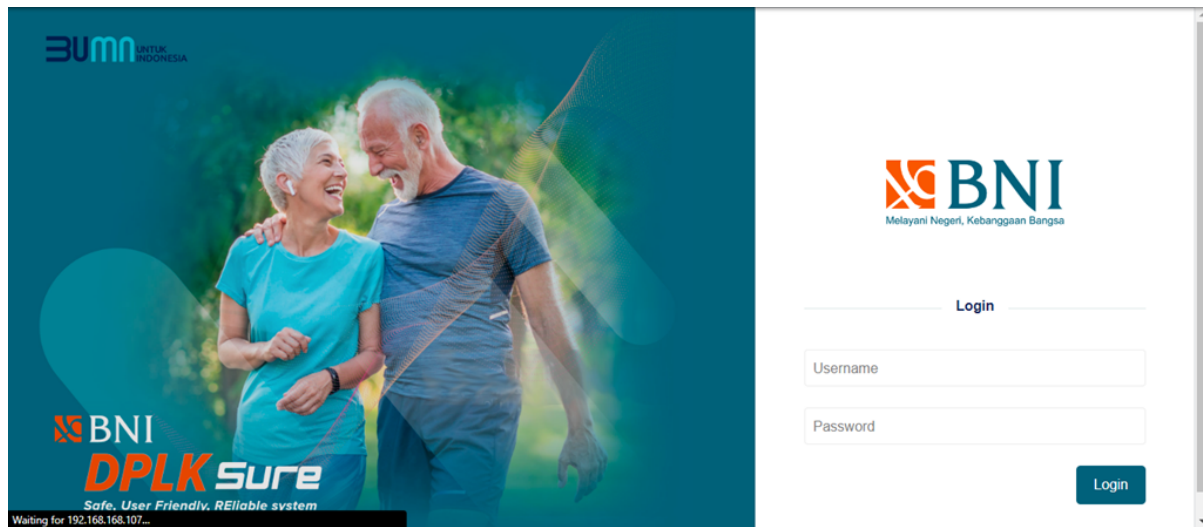 BUMN UNTUK
INDONESIA
BNI
DPLK Sure
Safe, User Friendly, REliable system
Waiting for 192.168.168.107...
BNI
Melayani Negeri, Kebanggaan Bangsa
Login
Username
Password
Login